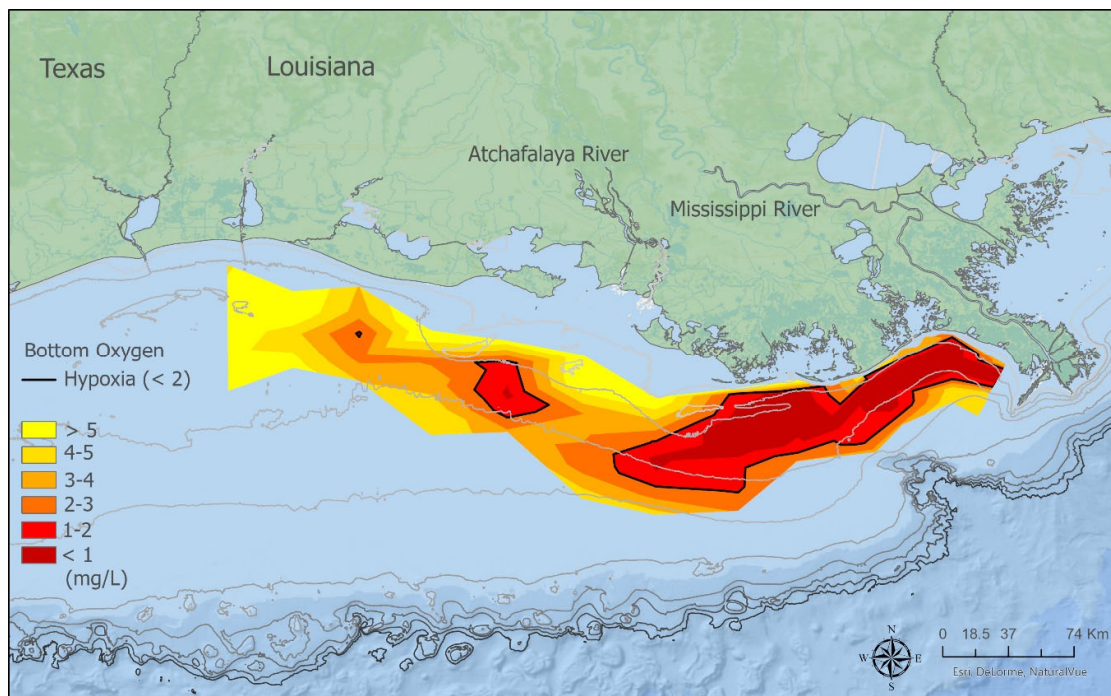 Texas
Louisiana
Atchafalaya River
Mississippi River
Bottom Oxygen
Hypoxia (< 2)
> 5
4-5
3-4
2-3
1-2
< 1
(mg/L)
N
W E
S
0 18.5 37 74 Km
Esri, DeLorme, NaturalVue